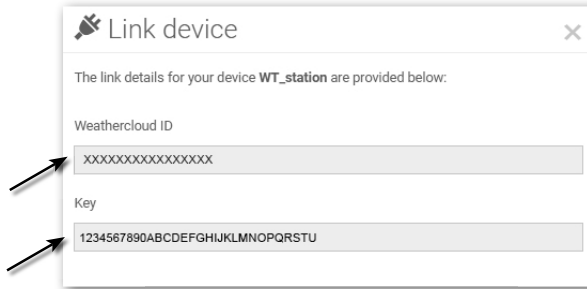 Link device
The link details for your device WT_station are provided below:
Weathercloud ID
XXXXXXXXXXXXXXXX
Key
1234567890ABCDEFGHIJKLMNOPQRSTU